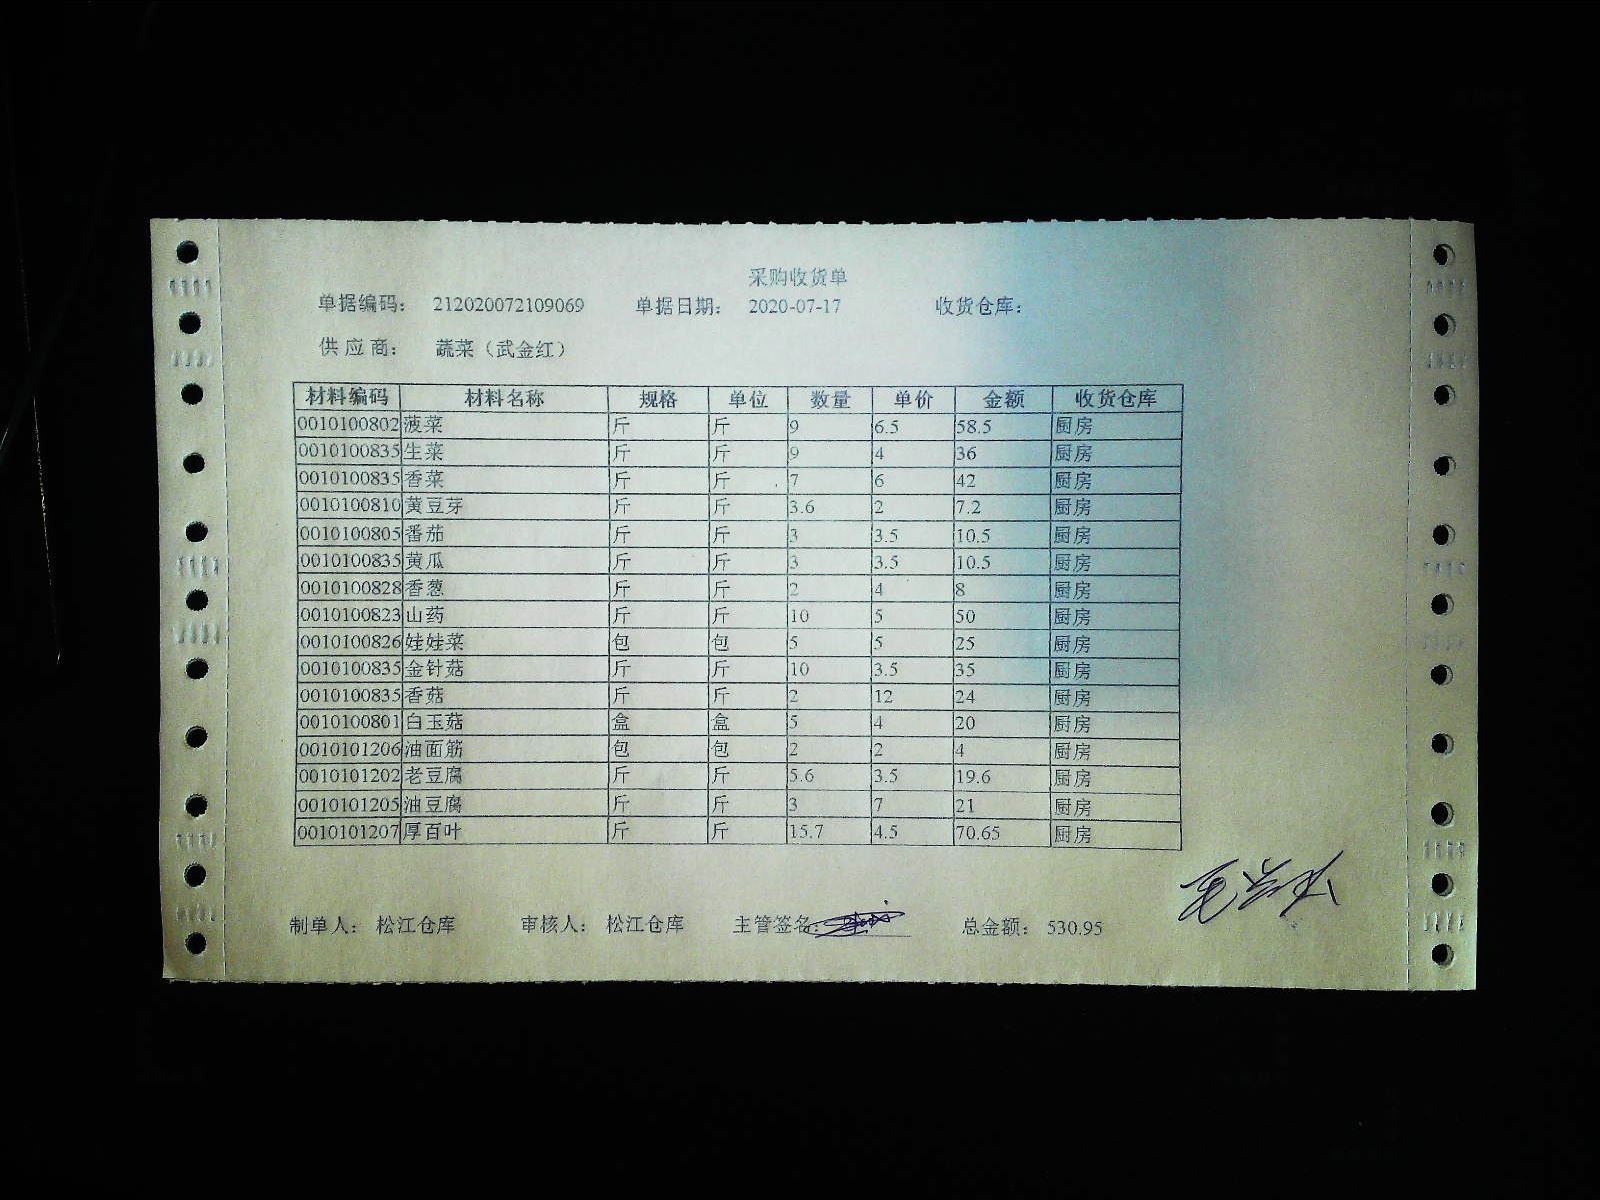 采购收货单
单据编码： 212020072109069 单据日期： 2020-07-17 收货仓库：
供 应 商： 蔬菜（武金红）
材料编码 材料名称 规格 单位 数量 单价 金额 收货仓库
0010100802 菠菜 斤 斤 9 6.5 58.5 厨房
0010100835 生菜 斤 斤 9 4 36 厨房
0010100835 香菜 斤 斤 7 6 42 厨房
0010100810 黄豆芽 斤 斤 3.6 2 7.2 厨房
0010100805 番茄 斤 斤 3 3.5 10.5 厨房
0010100835 黄瓜 斤 斤 3 3.5 10.5 厨房
0010100828 香葱 斤 斤 2 4 8 厨房
0010100823 山药 斤 斤 10 5 50 厨房
0010100826 娃娃菜 包 包 5 5 25 厨房
0010100835 金针菇 斤 斤 10 3.5 35 厨房
0010100835 香菇 斤 斤 2 12 24 厨房
0010100801 白玉菇 盒 盒 5 4 20 厨房
0010101206 油面筋 包 包 2 2 4 厨房
0010101202 老豆腐 斤 斤 5.6 3.5 19.6 厨房
0010101205 油豆腐 斤 斤 3 7 21 厨房
0010101207 厚百叶 斤 斤 15.7 4.5 70.65 厨房
制单人： 松江仓库 审核人： 松江仓库 主管签名： 总金额： 530.95